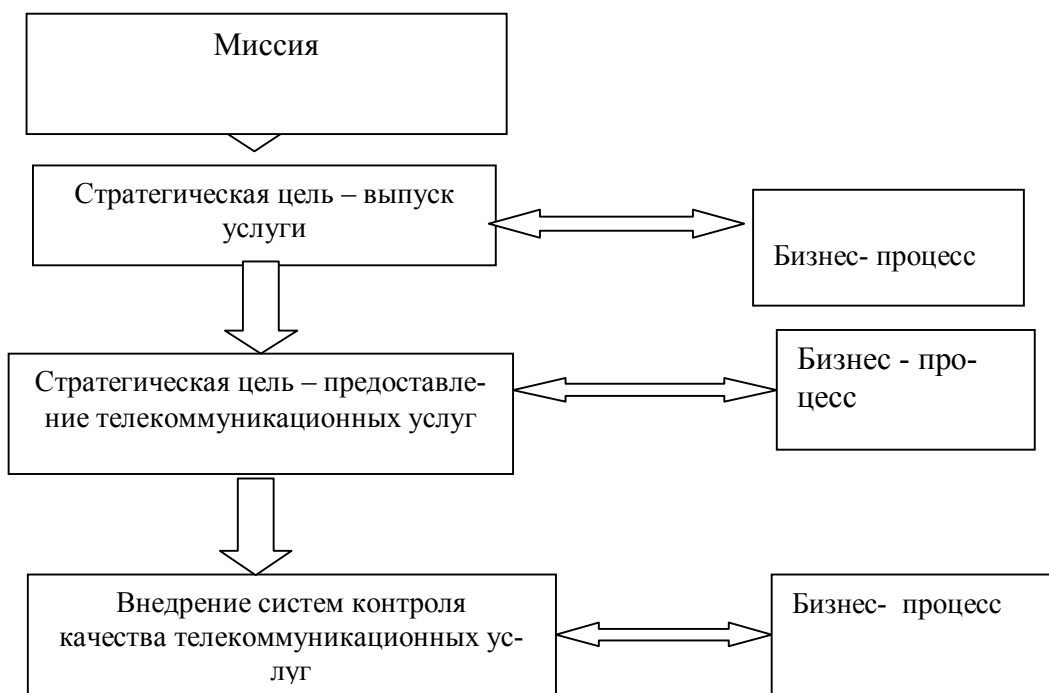 Миссия
Стратегическая цель – выпуск
услуги
Бизнес- процесс
Стратегическая цель – предоставле-
ние телекоммуникационных услуг
Бизнес - про-
цесс
Внедрение систем контроля
качества телекоммуникационных ус-
луг
Бизнес- процесс